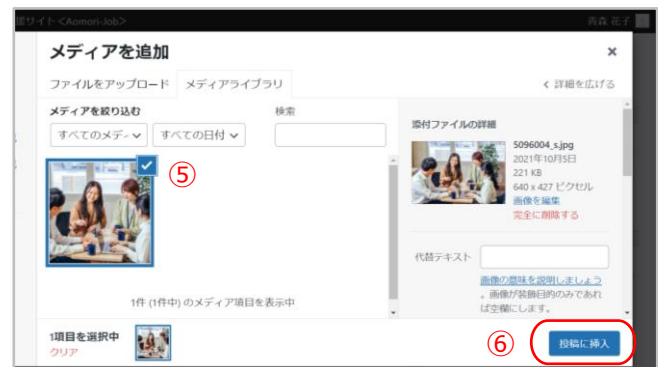 サイト<Aomori-Job>
青森 花子
メディアを追加
×
ファイルをアップロード メディアライブラリ
< 詳細を広げる
メディアを絞り込む
検索
すべてのメデ
すべての日付
⑤
添付ファイルの詳細
5096004_s.jpg
2021年10月5日
221 KB
640 x 427 ピクセル
画像を編集
完全に削除する
代替テキスト
画像の意味を説明しましょう
。画像が装飾目的のみであれ
ば空欄にします。
1件 (1件中) のメディア項目を表示中
1項目を選択中
クリア
⑥
投稿に挿入